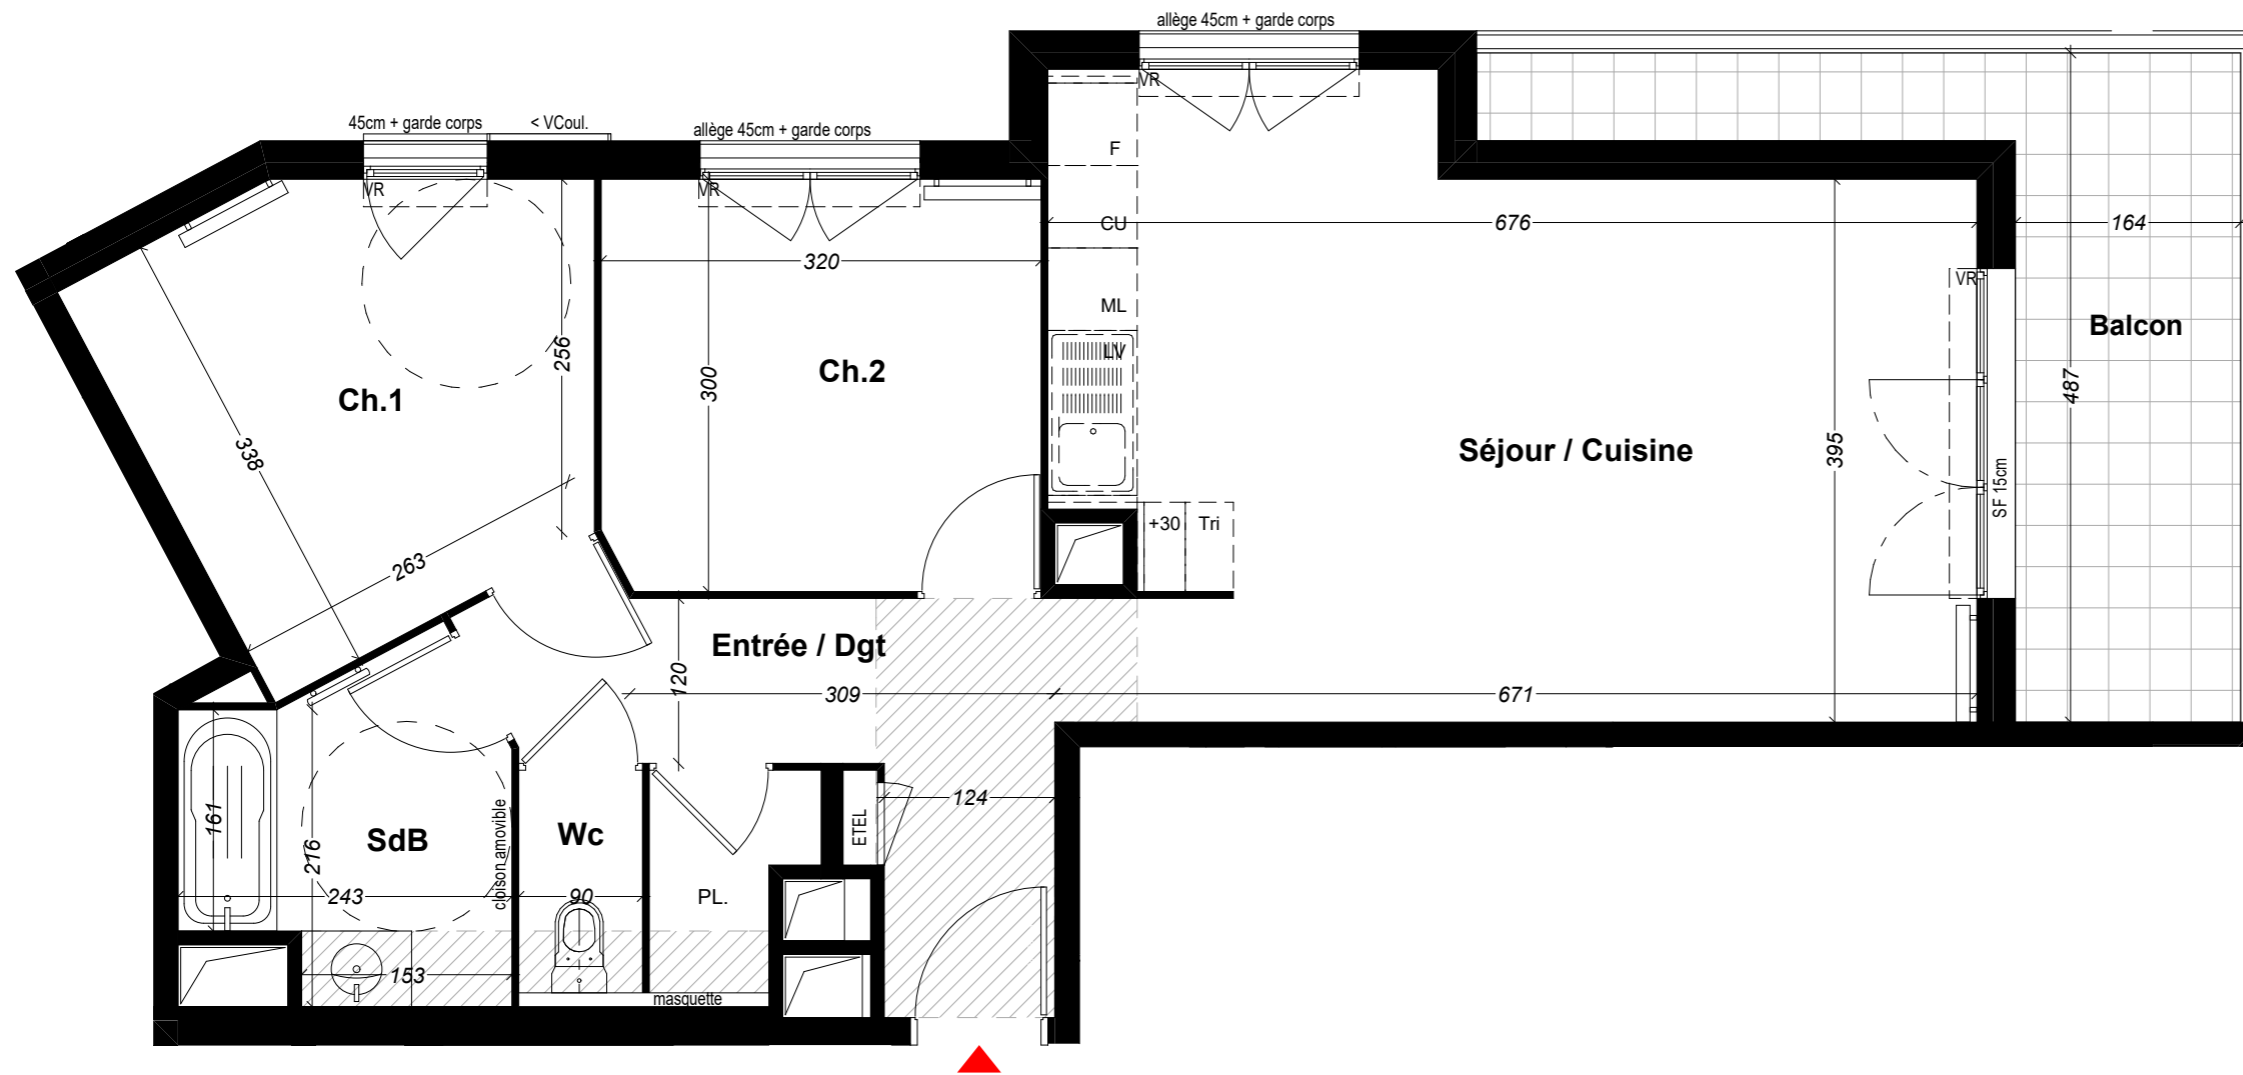 allège 45cm + garde corps
45cm + garde corps
< VCoul.
allège 45cm + garde corps
VR
VR
VR
F
CU
676
164
320
ML
VR
Balcon
256
LV
Ch.2
300
487
Ch.1
338
Séjour / Cuisine
395
SF 15cm
+30
Tri
263
Entrée / Dgt
120
309
671
124
161
216
SdB
cloison amovible
Wc
ETEL
243
90
PL.
153
masquette